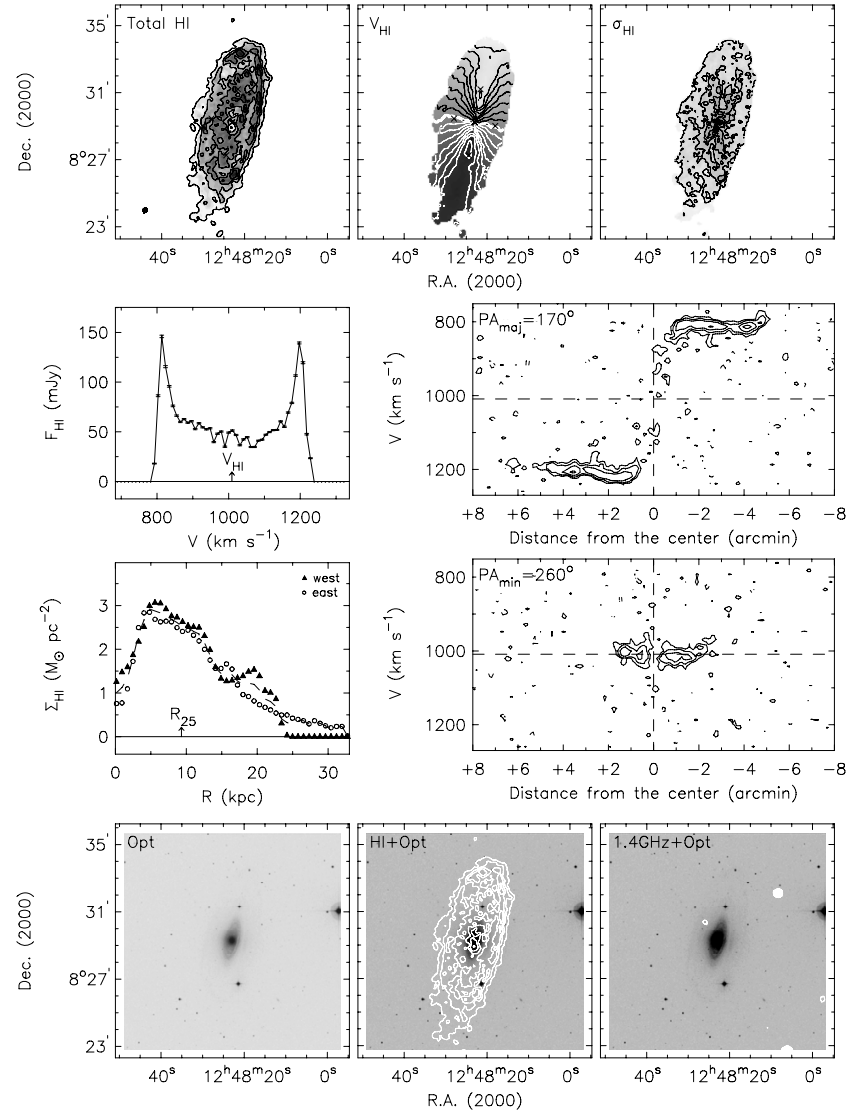 Total HI
V_HI
σ_HI
35'
31'
8°27'
23'
Dec. (2000)
40ˢ 12ʰ48ᵐ20ˢ 0ˢ
40ˢ 12ʰ48ᵐ20ˢ 0ˢ
40ˢ 12ʰ48ᵐ20ˢ 0ˢ
R.A. (2000)
F_HI (mJy)
150
100
50
0
V_HI
800 1000 1200
V (km s⁻¹)
PA_maj,=170°
V (km s⁻¹)
800
1000
1200
+8 +6 +4 +2 0 −2 −4 −6 −8
Distance from the center (arcmin)
Σ_HI (M_⊙ pc⁻²)
3
2
1
0
west
east
R_25
0 10 20 30
R (kpc)
PA_min=260°
V (km s⁻¹)
800
1000
1200
+8 +6 +4 +2 0 −2 −4 −6 −8
Distance from the center (arcmin)
Opt
HI+Opt
1.4GHz+Opt
35'
31'
8°27'
23'
Dec. (2000)
40ˢ 12ʰ48ᵐ20ˢ 0ˢ
40ˢ 12ʰ48ᵐ20ˢ 0ˢ
40ˢ 12ʰ48ᵐ20ˢ 0ˢ
R.A. (2000)